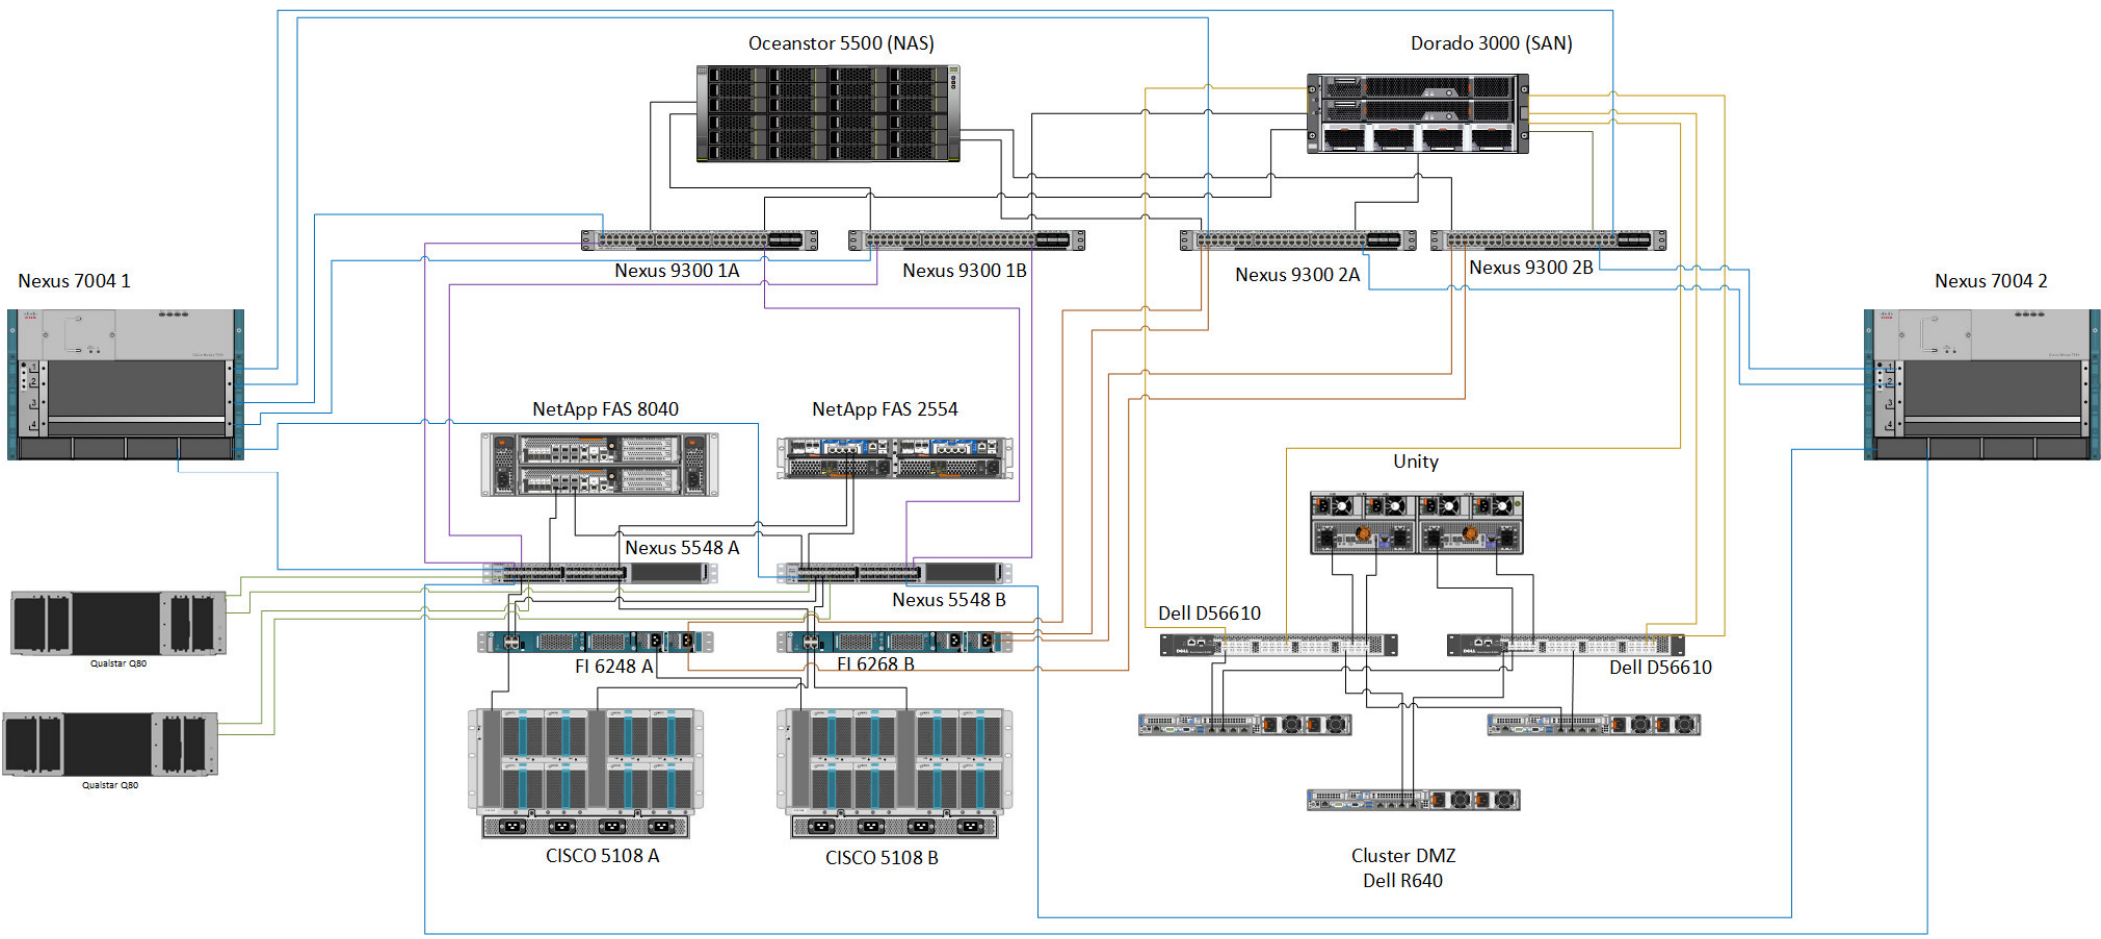 Oceanstor 5500 (NAS)
Dorado 3000 (SAN)
Nexus 7004 1
Nexus 9300 1A
Nexus 9300 1B
Nexus 9300 2A
Nexus 9300 2B
Nexus 7004 2
NetApp FAS 8040
NetApp FAS 2554
Unity
Nexus 5548 A
Nexus 5548 B
Qualstar Q80
Dell D56610
Dell D56610
FI 6248 A
FI 6268 B
Qualstar Q80
CISCO 5108 A
CISCO 5108 B
Cluster DMZ
Dell R640